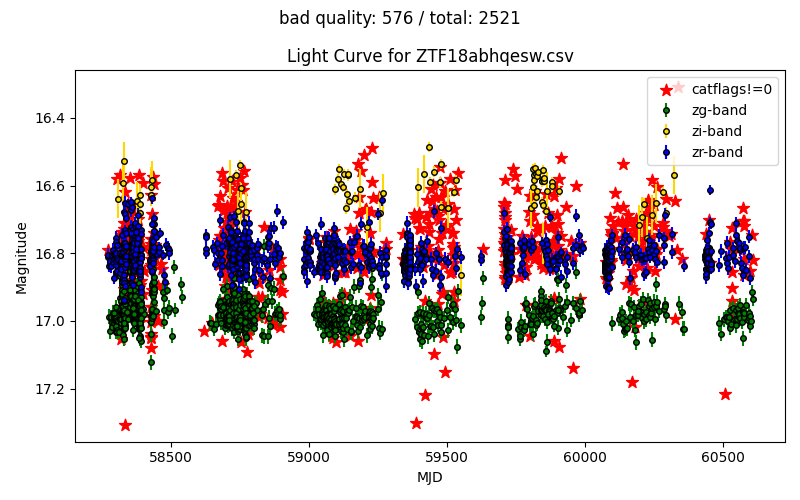 bad quality: 576 / total: 2521
Light Curve for ZTF18abhqesw.csv
catflags!=0
zg-band
zi-band
zr-band
16.4
16.6
16.8
17.0
17.2
Magnitude
58500 59000 59500 60000 60500
MJD